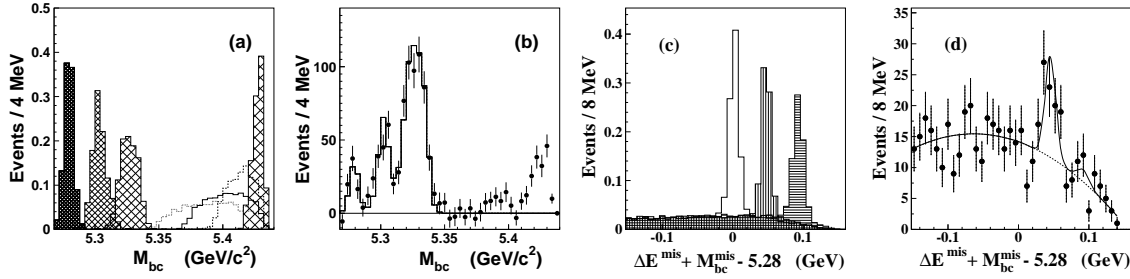 (a)
Events / 4 MeV
0.5
0.4
0.3
0.2
0.1
0
5.3
5.35
5.4
M_bc (GeV/c²)
(b)
Events / 4 MeV
100
50
0
5.3
5.35
5.4
M_bc (GeV/c²)
(c)
Events / 8 MeV
0.4
0.3
0.2
0.1
0
-0.1
0
0.1
ΔE^mis + M_bc^mis - 5.28 (GeV)
(d)
Events / 8 MeV
35
30
25
20
15
10
5
0
-0.1
0
0.1
ΔE^mis + M_bc^mis - 5.28 (GeV)